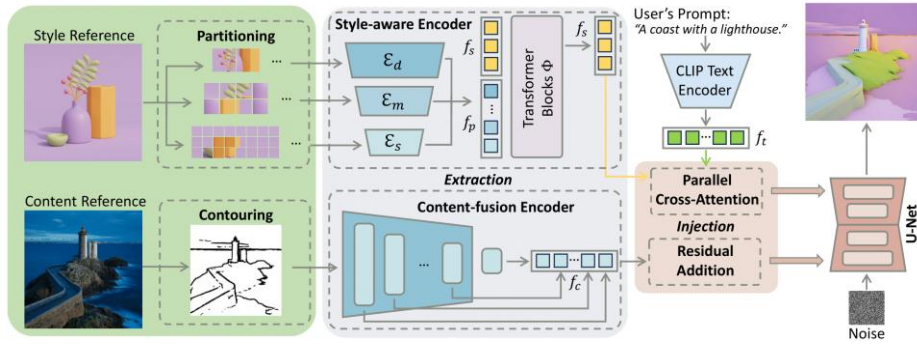 Style Reference
Partitioning
...
...
...
Content Reference
Contouring
Style-aware Encoder
ℰd
ℰm
ℰs
fs
fp
Transformer
Blocks Φ
fs
Extraction
Content-fusion Encoder
...
...
fc
User's Prompt:
"A coast with a lighthouse."
CLIP Text
Encoder
...
ft
Parallel
Cross-Attention
Injection
Residual
Addition
U-Net
Noise